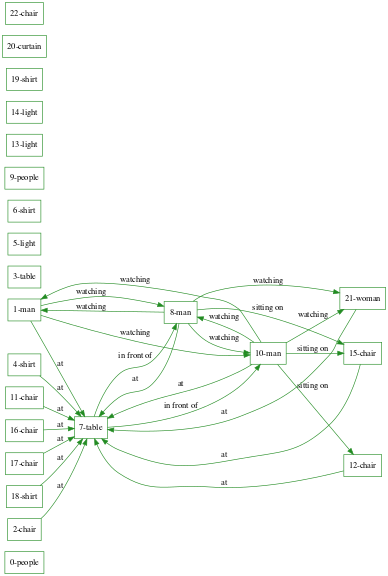 22-chair
20-curtain
19-shirt
14-light
13-light
9-people
6-shirt
5-light
3-table
watching
watching
21-woman
watching
sitting on
1-man
8-man
watching
watching
watching
watching
watching
10-man
sitting on
15-chair
in front of
at
4-shirt
at
at
sitting on
11-chair
at
in front of
at
16-chair
at
7-table
17-chair
at
at
12-chair
18-shirt
at
at
2-chair
0-people